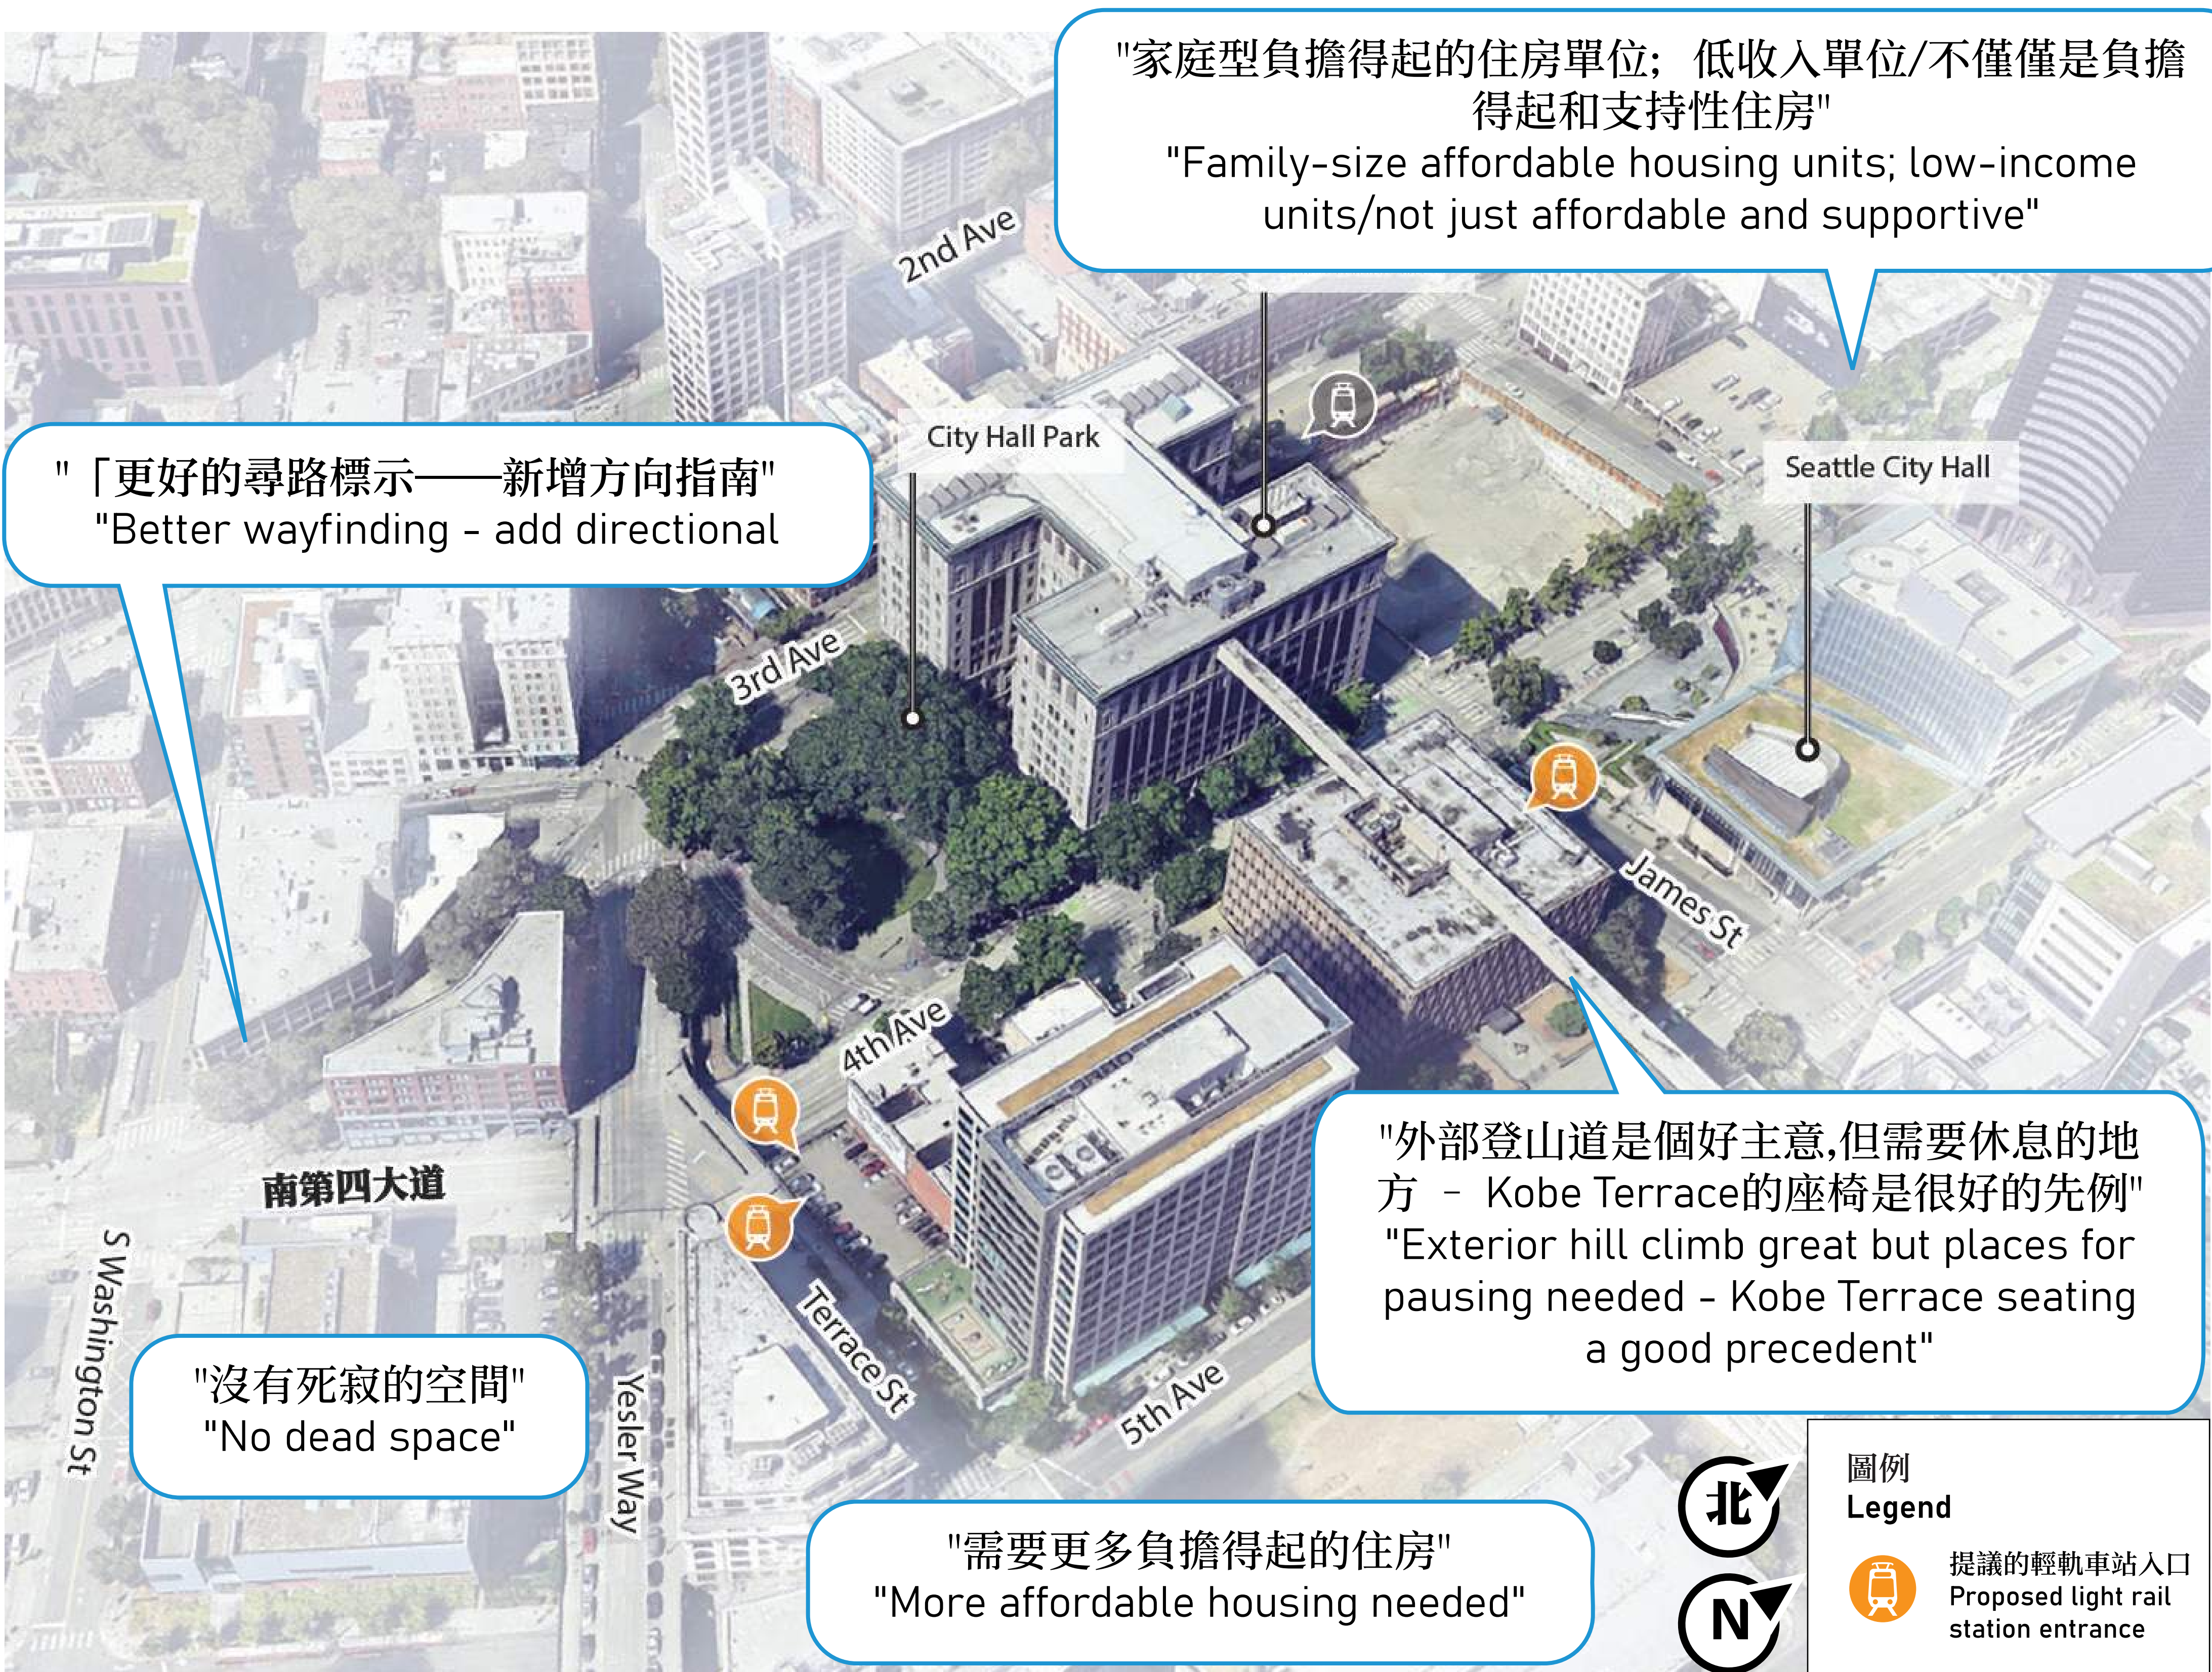 "家庭型負擔得起的住房單位；低收入單位/不僅僅是負擔
得起和支持性住房"
"Family-size affordable housing units; low-income
units/not just affordable and supportive"
2nd Ave
City Hall Park
Seattle City Hall
"「更好的尋路標示——新增方向指南"
"Better wayfinding - add directional
3rd Ave
James St
4th Ave
南第四大道
"外部登山道是個好主意,但需要休息的地
方 - Kobe Terrace的座椅是很好的先例"
"Exterior hill climb great but places for
pausing needed - Kobe Terrace seating
a good precedent"
S Washington St
Terrace St
Yesler Way
5th Ave
"沒有死寂的空間"
"No dead space"
"需要更多負擔得起的住房"
"More affordable housing needed"
北
N
圖例
Legend
提議的輕軌車站入口
Proposed light rail
station entrance